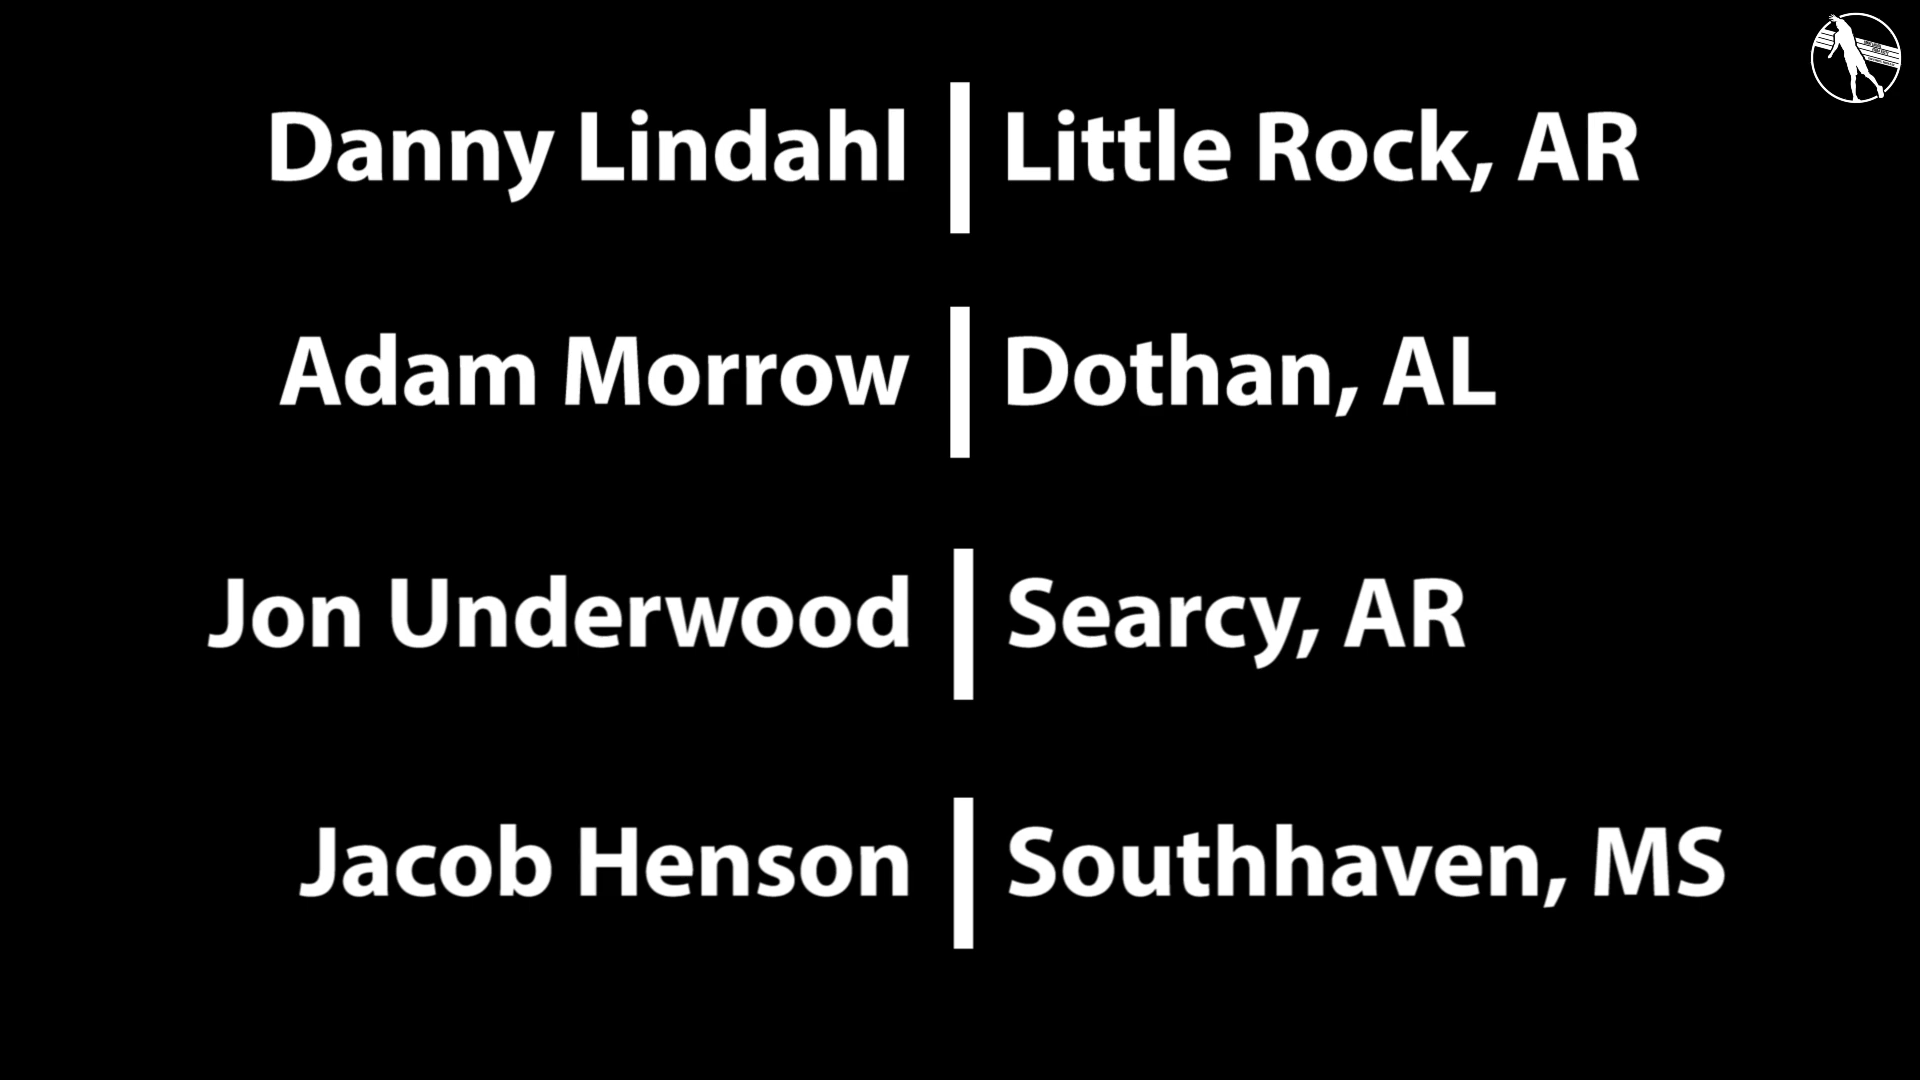 Danny Lindahl | Little Rock, AR
Adam Morrow | Dothan, AL
Jon Underwood | Searcy, AR
Jacob Henson | Southhaven, MS